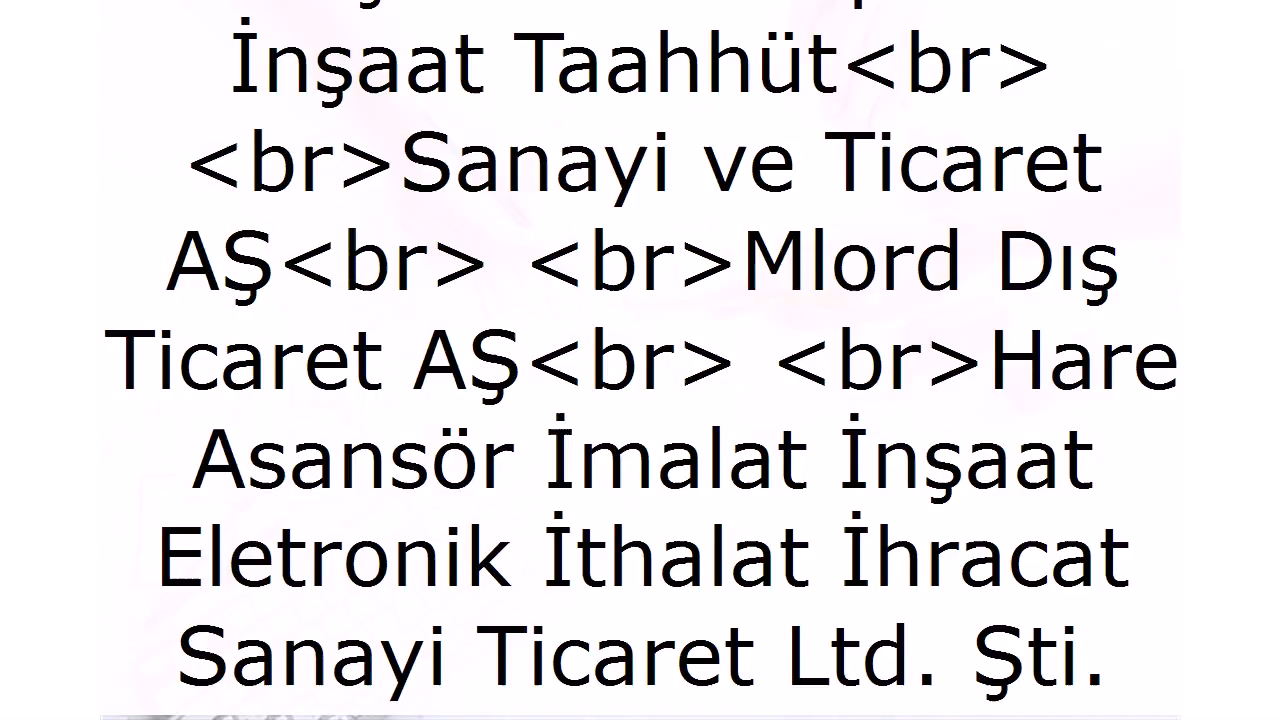 İnşaat Taahhüt<br>
<br>Sanayi ve Ticaret
AŞ<br> <br>Mlord Dış
Ticaret AŞ<br> <br>Hare
Asansör İmalat İnşaat
Eletronik İthalat İhracat
Sanayi Ticaret Ltd. Şti.